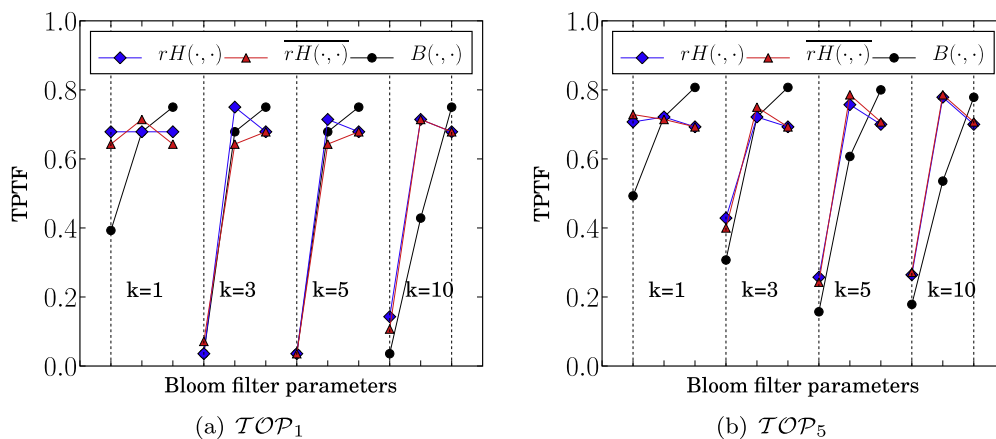 rH(·,·) rH(·,·) B(·,·)
1.0
0.8
0.6
0.4
0.2
0.0
TPTF
k=1 k=3 k=5 k=10
Bloom filter parameters
(a) TOP1
rH(·,·) rH(·,·) B(·,·)
1.0
0.8
0.6
0.4
0.2
0.0
TPTF
k=1 k=3 k=5 k=10
Bloom filter parameters
(b) TOP5